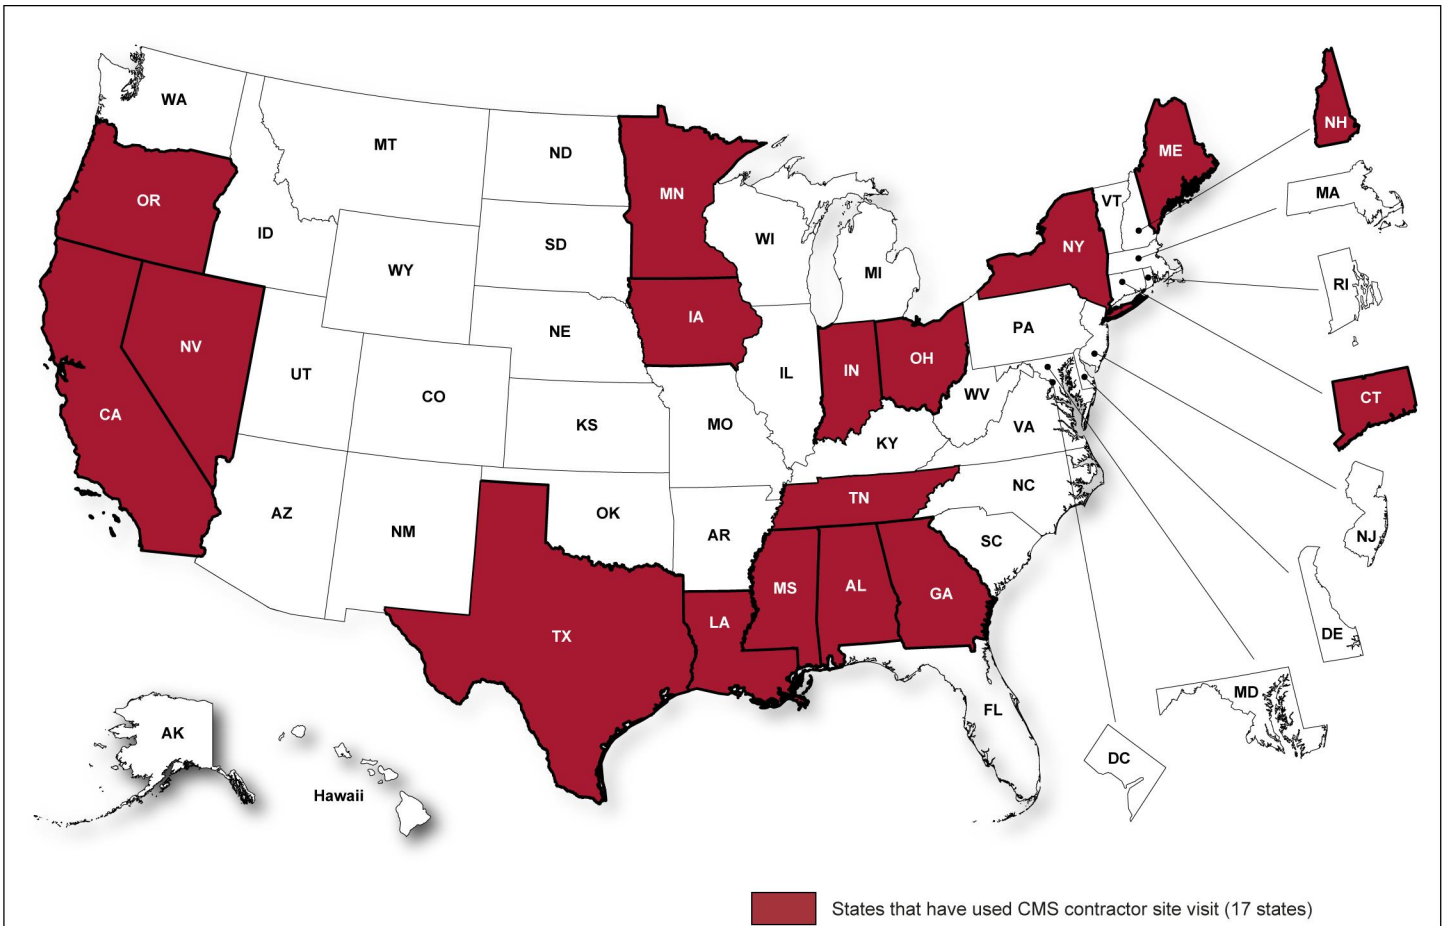 WA
MT
ND
MN
NH
ME
MA
OR
ID
VT
WI
SD
NY
MI
WY
RI
IA
PA
NE
NV
OH
IN
IL
UT
CO
WV
CT
CA
KS
MO
VA
KY
NC
TN
AZ
OK
NM
AR
SC
NJ
MS
AL
GA
LA
TX
DE
MD
FL
AK
DC
Hawaii
States that have used CMS contractor site visit (17 states)